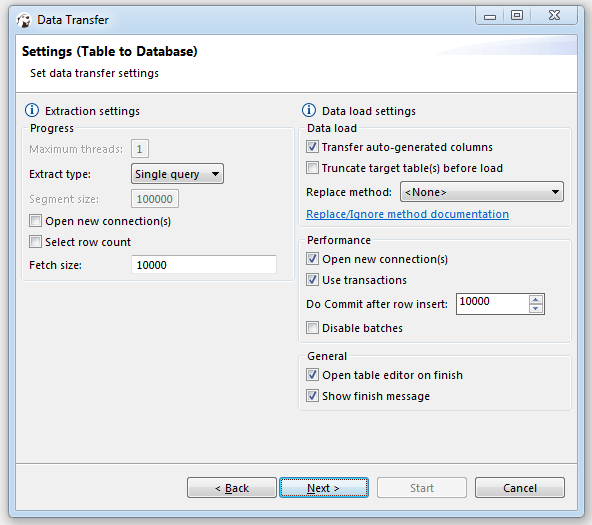 Data Transfer
Settings (Table to Database)
Set data transfer settings
Extraction settings
Progress
Maximum threads: 1
Extract type: Single query
Segment size: 100000
Open new connection(s)
Select row count
Fetch size: 10000
Data load settings
Data load
Transfer auto-generated columns
Truncate target table(s) before load
Replace method: <None>
Replace/Ignore method documentation
Performance
Open new connection(s)
Use transactions
Do Commit after row insert: 10000
Disable batches
General
Open table editor on finish
Show finish message
< Back Next > Start Cancel